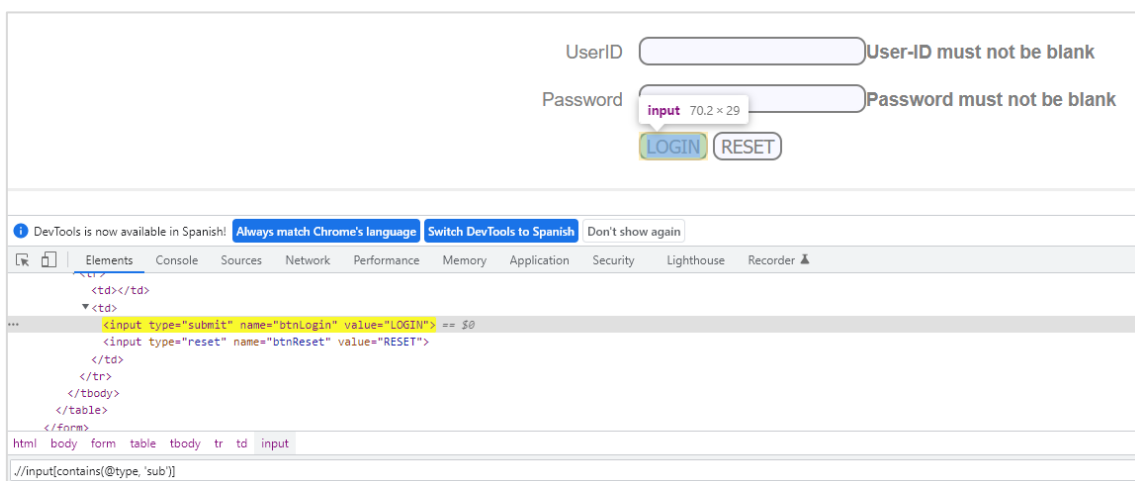 UserID User-ID must not be blank
Password Password must not be blank
input 70.2 × 29
LOGIN RESET
DevTools is now available in Spanish! Always match Chrome's language Switch DevTools to Spanish Don't show again
Elements Console Sources Network Performance Memory Application Security Lighthouse Recorder
<tr>
<td></td>
▼<td>
··· <input type="submit" name="btnLogin" value="LOGIN"> == $0
<input type="reset" name="btnReset" value="RESET">
</td>
</tr>
</tbody>
</table>
</form>
html body form table tbody tr td input
.//input[contains(@type, 'sub')]